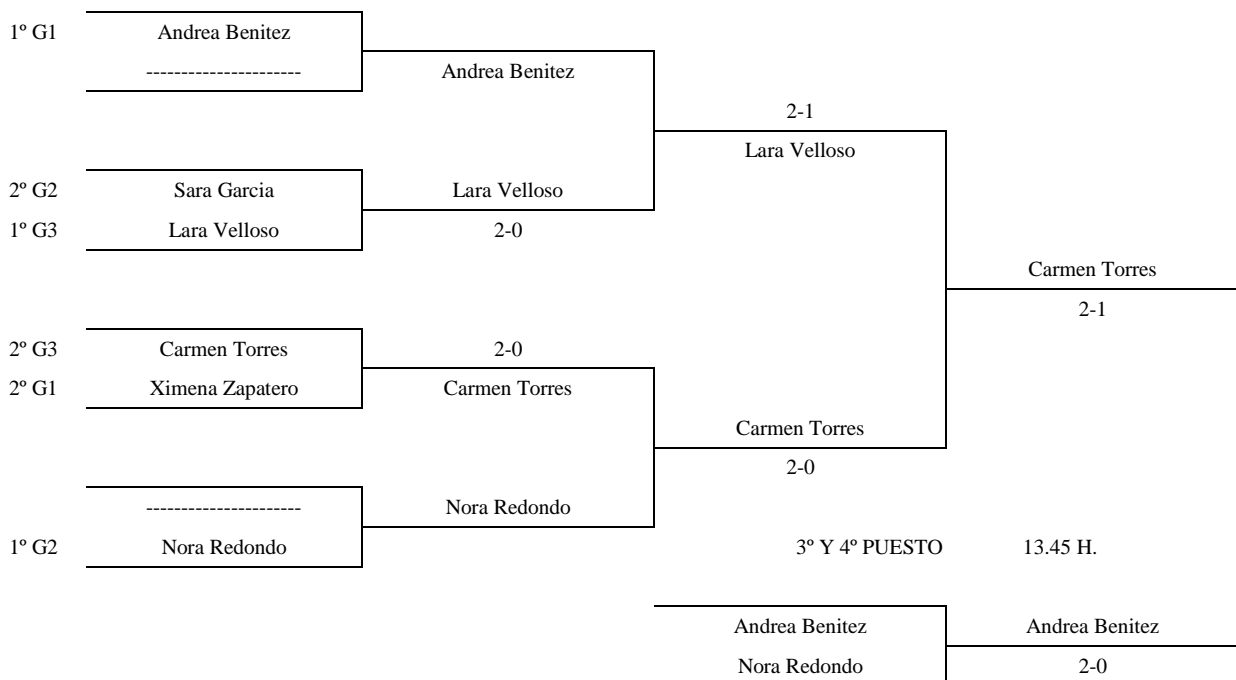 1º G1 Andrea Benitez
---------------------- Andrea Benitez
2-1
Lara Velloso
2º G2 Sara Garcia Lara Velloso
1º G3 Lara Velloso 2-0
Carmen Torres
2-1
2º G3 Carmen Torres 2-0
2º G1 Ximena Zapatero Carmen Torres
Carmen Torres
2-0
---------------------- Nora Redondo
1º G2 Nora Redondo 3º Y 4º PUESTO 13.45 H.
Andrea Benitez Andrea Benitez
Nora Redondo 2-0